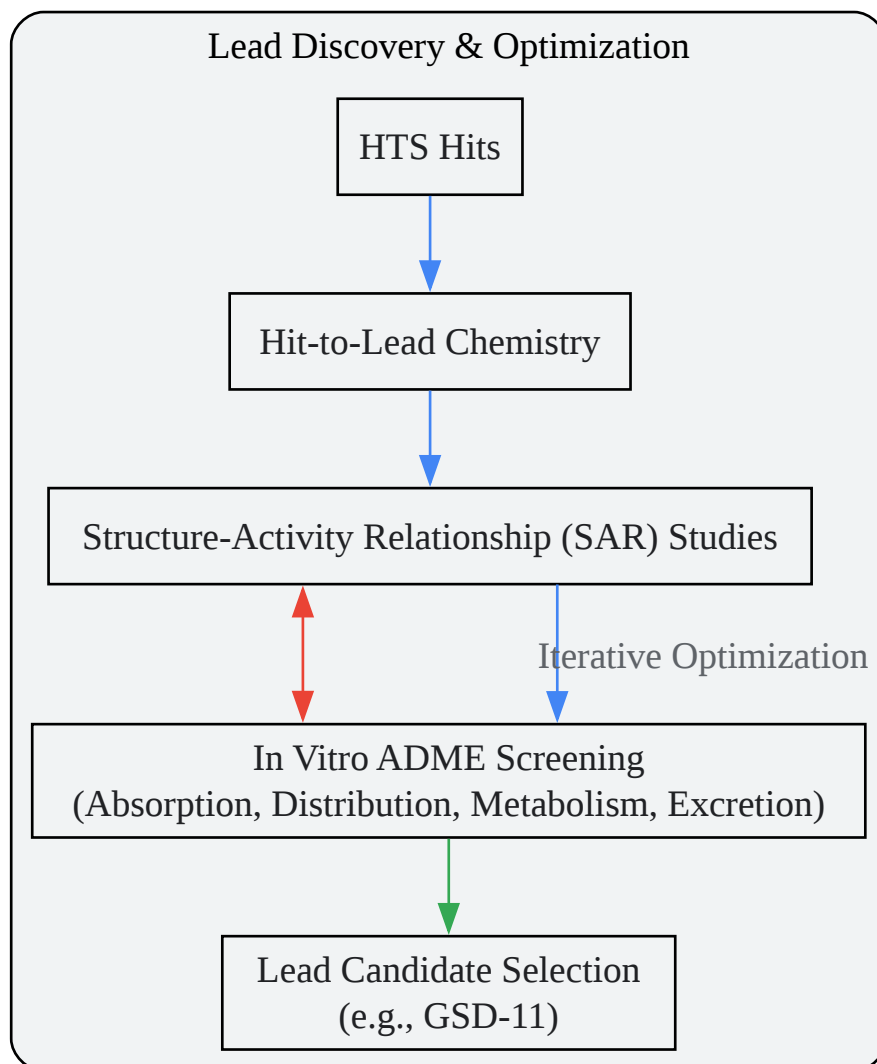 Lead Discovery & Optimization
HTS Hits
Hit-to-Lead Chemistry
Structure-Activity Relationship (SAR) Studies
Iterative Optimization
In Vitro ADME Screening
(Absorption, Distribution, Metabolism, Excretion)
Lead Candidate Selection
(e.g., GSD-11)